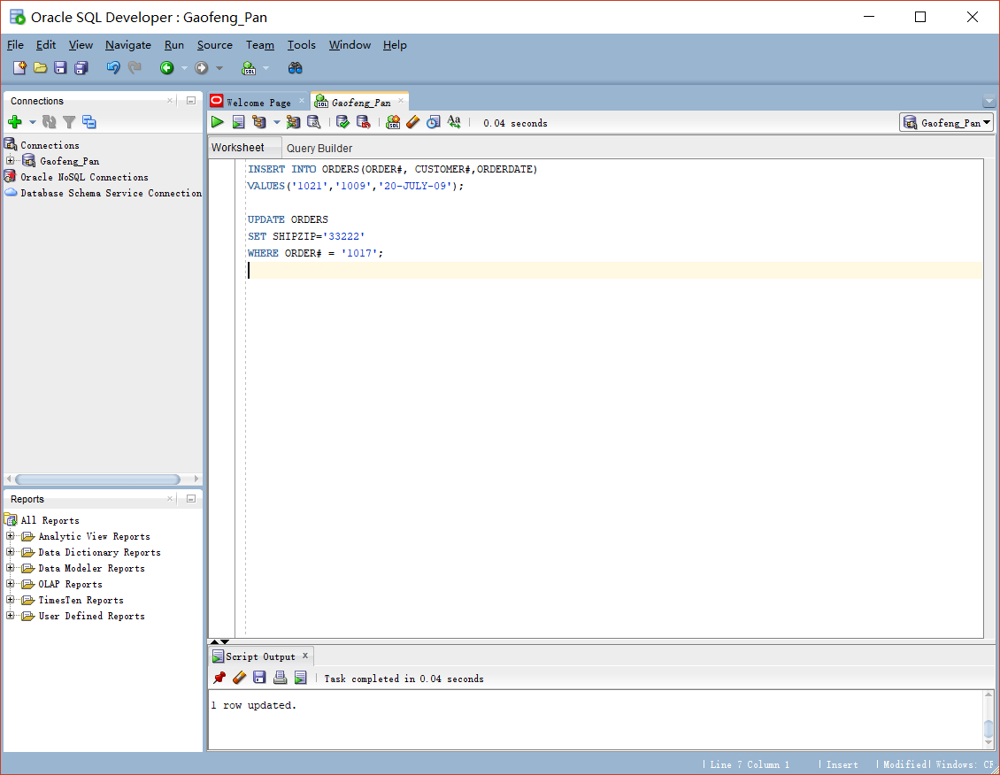 Oracle SQL Developer : Gaofeng_Pan
File Edit View Navigate Run Source Team Tools Window Help
Connections
Connections
Gaofeng_Pan
Oracle NoSQL Connections
Database Schema Service Connection
Reports
All Reports
Analytic View Reports
Data Dictionary Reports
Data Modeler Reports
OLAP Reports
TimesTen Reports
User Defined Reports
Welcome Page
Gaofeng_Pan
0.04 seconds
Gaofeng_Pan
Worksheet Query Builder
INSERT INTO ORDERS(ORDER#, CUSTOMER#,ORDERDATE)
VALUES('1021','1009','20-JULY-09');
UPDATE ORDERS
SET SHIPZIP='33222'
WHERE ORDER# = '1017';
Script Output
Task completed in 0.04 seconds
1 row updated.
Line 7 Column 1 | Insert | Modified| Windows: CR